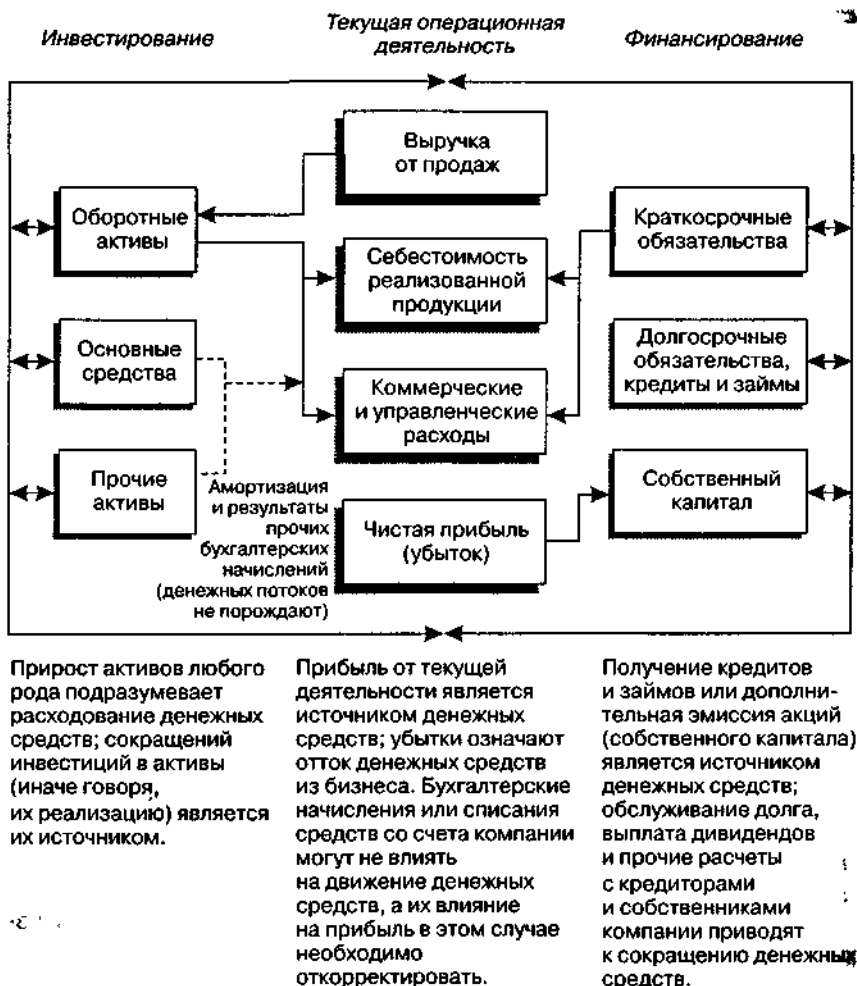 Инвестирование
Текущая операционная
деятельность
Финансирование
Выручка
от продаж
Оборотные
активы
Краткосрочные
обязательства
Себестоимость
реализованной
продукции
Основные
средства
Долгосрочные
обязательства,
кредиты и займы
Коммерческие
и управленческие
расходы
Прочие
активы
Амортизация
и результаты
прочих
бухгалтерских
начислений
(денежных потоков
не порождают)
Собственный
капитал
Чистая прибыль
(убыток)
Прирост активов любого
рода подразумевает
расходование денежных
средств; сокращений
инвестиций в активы
(иначе говоря,
их реализацию) является
их источником.
Прибыль от текущей
деятельности является
источником денежных
средств; убытки означают
отток денежных средств
из бизнеса. Бухгалтерские
начисления или списания
средств со счета компании
могут не влиять
на движение денежных
средств, а их влияние
на прибыль в этом случае
необходимо
откорректировать.
Получение кредитов
и займов или дополни-
тельная эмиссия акций
(собственного капитала)
является источником
денежных средств;
обслуживание долга,
выплата дивидендов
и прочие расчеты
с кредиторами
и собственниками
компании приводят
к сокращению денежных
средств.